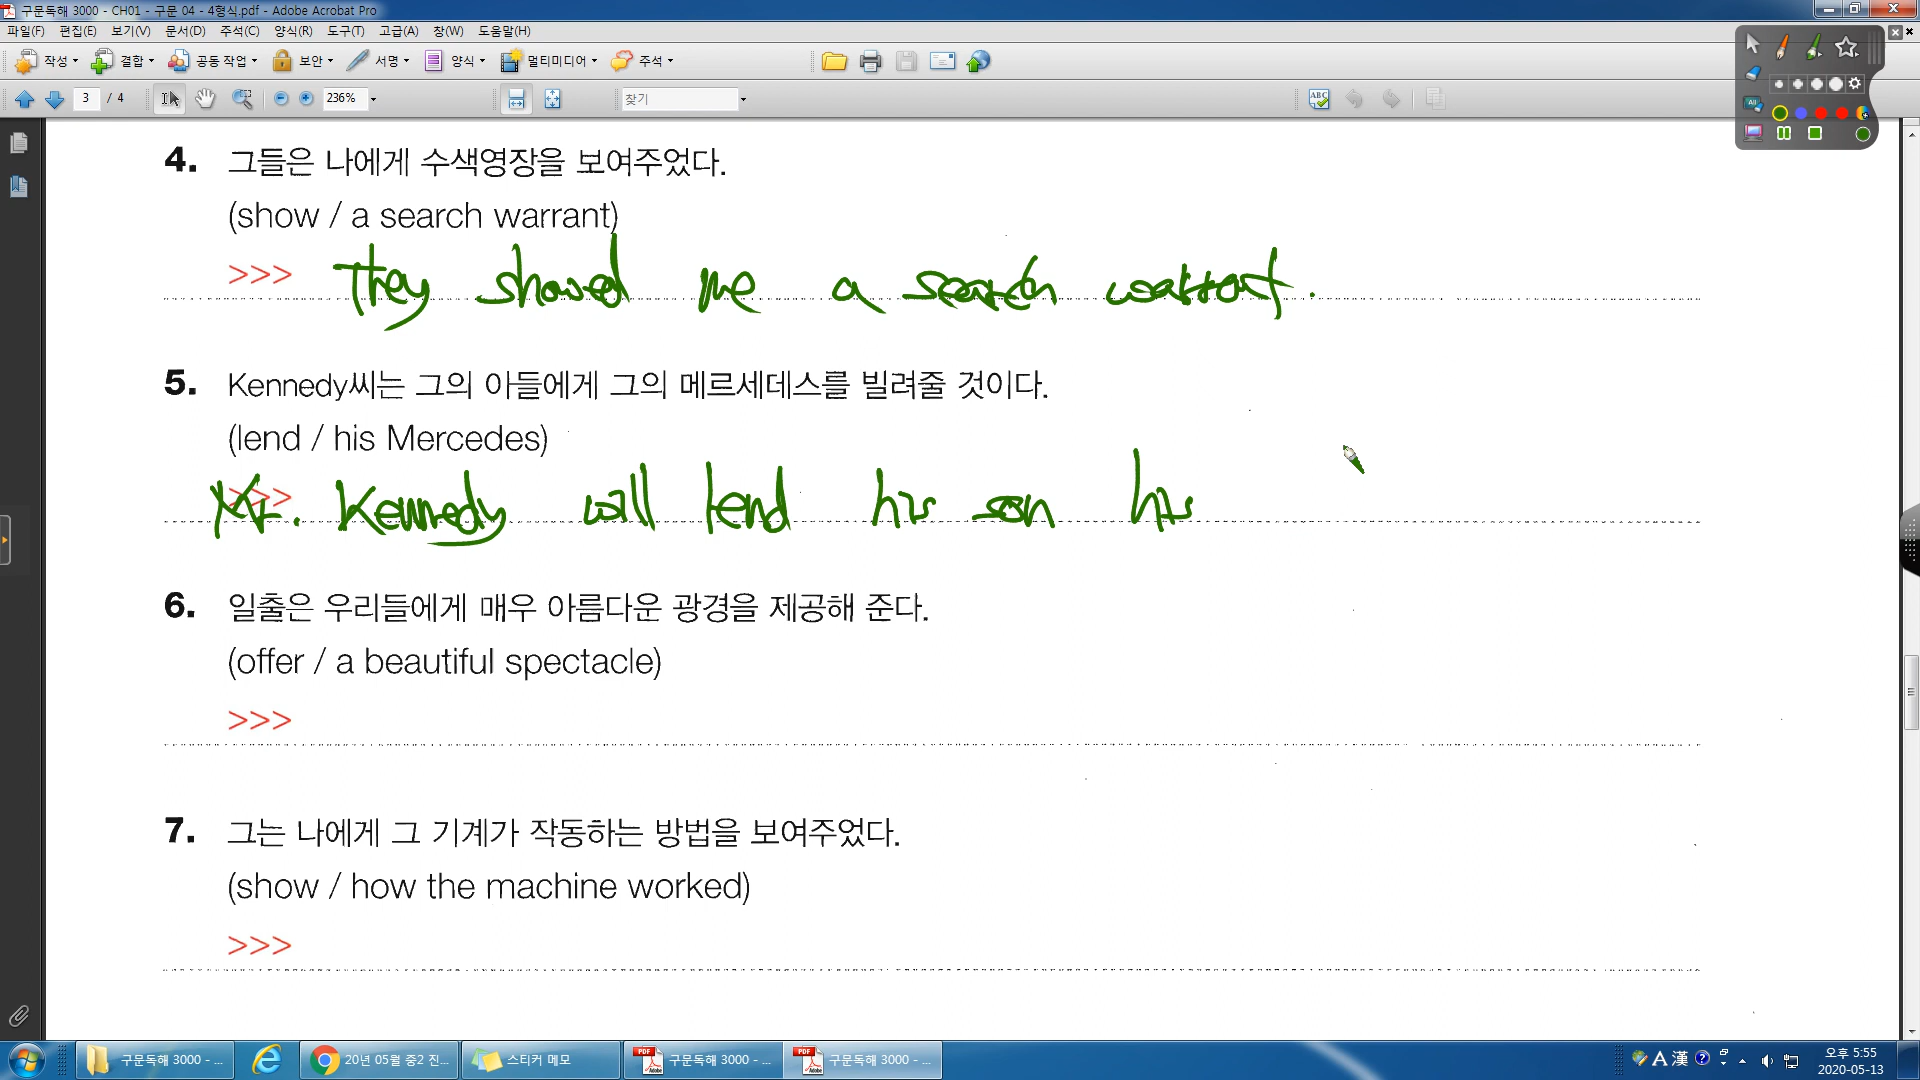 구문독해 3000 - CH01 - 구문 04 - 4형식.pdf - Adobe Acrobat Pro
파일(F) 편집(E) 보기(V) 문서(D) 주석(C) 양식(R) 도구(T) 고급(A) 창(W) 도움말(H)
작성 결합 공동 작업 보안 서명 양식 멀티미디어 주석
3 / 4 236% 찾기
4. 그들은 나에게 수색영장을 보여주었다.
(show / a search warrant)
>>> They showed me a search warrant.
5. Kennedy씨는 그의 아들에게 그의 메르세데스를 빌려줄 것이다.
(lend / his Mercedes)
>>> Mr. Kennedy will lend his son his
6. 일출은 우리들에게 매우 아름다운 광경을 제공해 준다.
(offer / a beautiful spectacle)
>>>
7. 그는 나에게 그 기계가 작동하는 방법을 보여주었다.
(show / how the machine worked)
>>>
구문독해 3000 - ... 20년 05월 중2 진... 스티커 메모 구문독해 3000 - ... 구문독해 3000 - ... A 漢 오후 5:55
2020-05-13